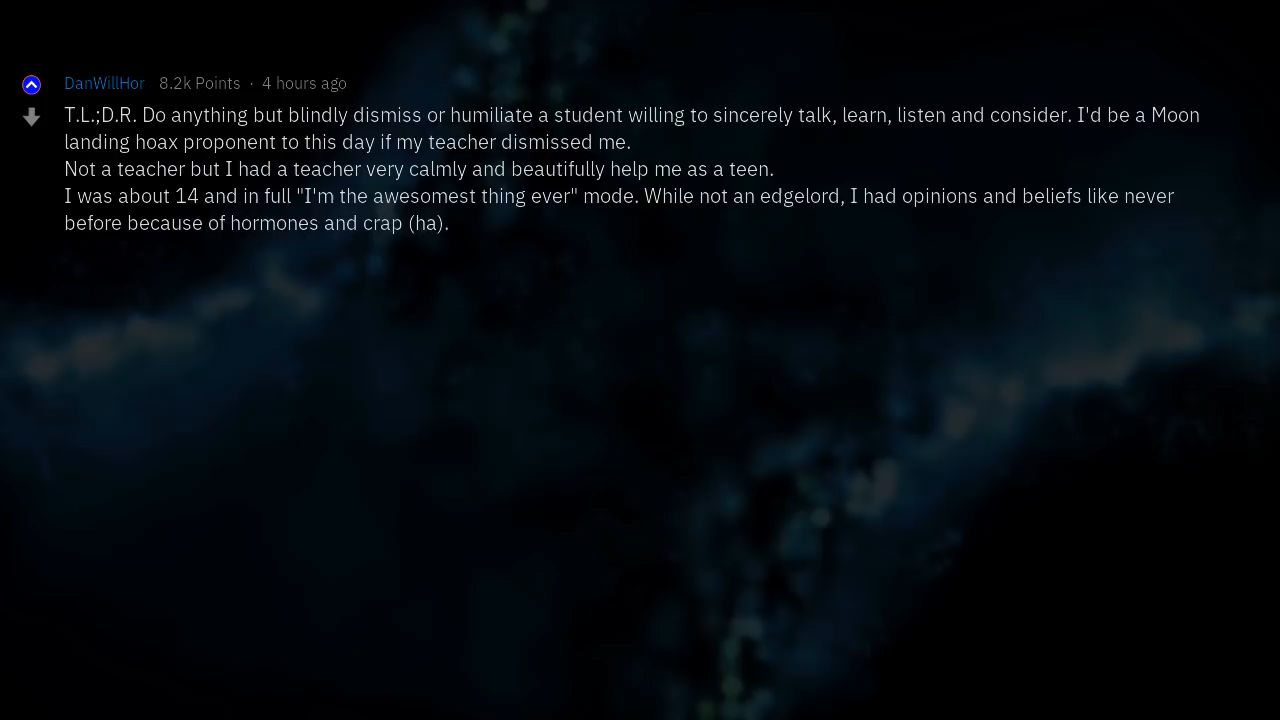 DanWillHor 8.2k Points · 4 hours ago
T.L.;D.R. Do anything but blindly dismiss or humiliate a student willing to sincerely talk, learn, listen and consider. I'd be a Moon
landing hoax proponent to this day if my teacher dismissed me.
Not a teacher but I had a teacher very calmly and beautifully help me as a teen.
I was about 14 and in full "I'm the awesomest thing ever" mode. While not an edgelord, I had opinions and beliefs like never
before because of hormones and crap (ha).